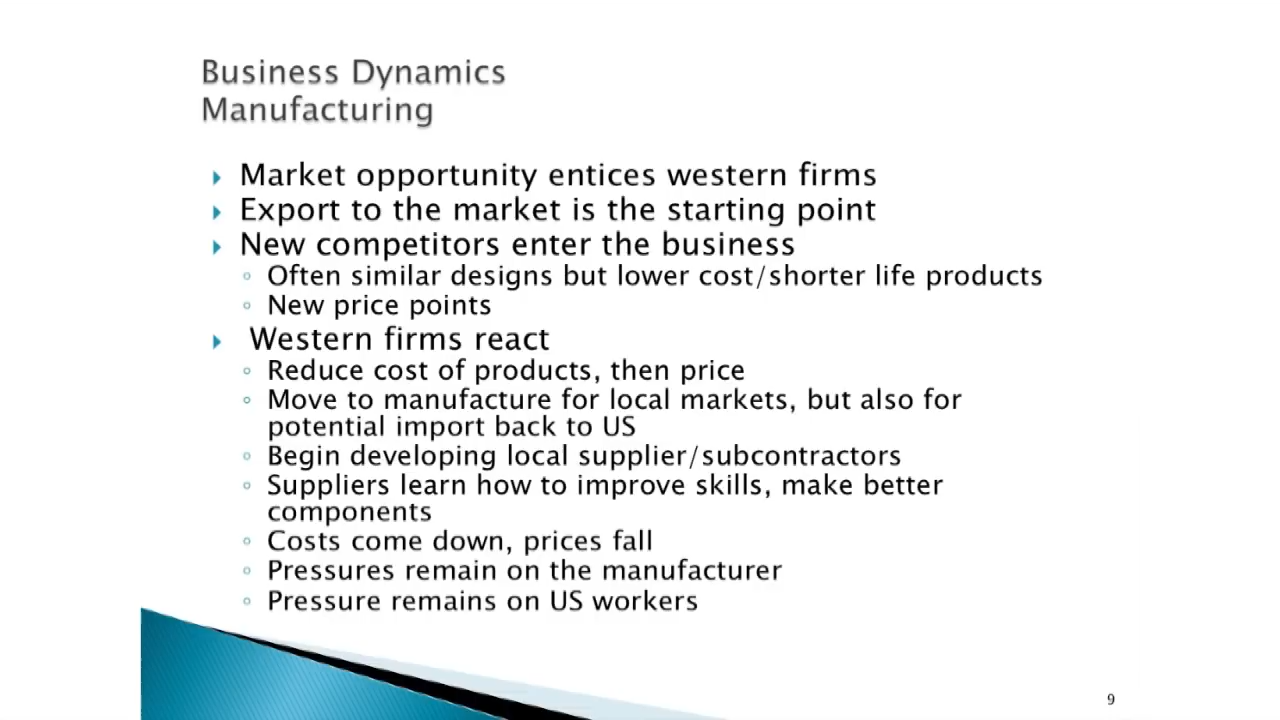 Business Dynamics
Manufacturing
Market opportunity entices western firms
Export to the market is the starting point
New competitors enter the business
Often similar designs but lower cost/shorter life products
New price points
Western firms react
Reduce cost of products, then price
Move to manufacture for local markets, but also for
potential import back to US
Begin developing local supplier/subcontractors
Suppliers learn how to improve skills, make better
components
Costs come down, prices fall
Pressures remain on the manufacturer
Pressure remains on US workers
9